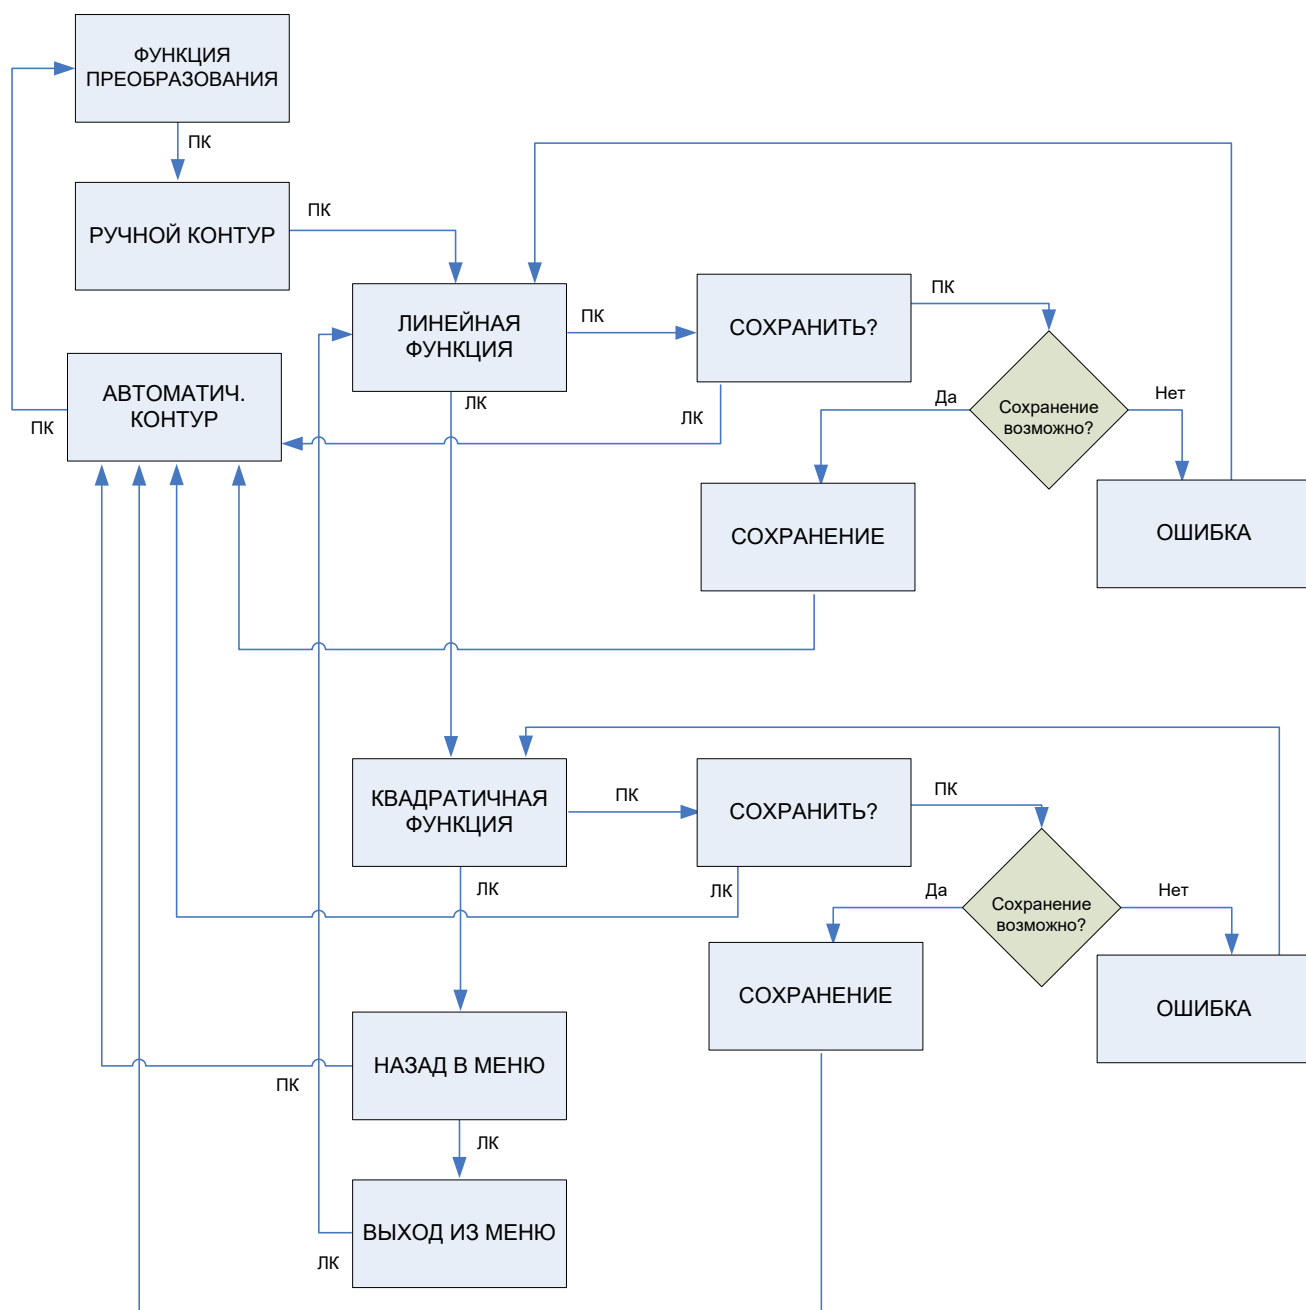 ФУНКЦИЯ
ПРЕОБРАЗОВАНИЯ
ПК
РУЧНОЙ КОНТУР
ПК
ЛИНЕЙНАЯ
ФУНКЦИЯ
ПК
СОХРАНИТЬ?
ПК
АВТОМАТИЧ.
КОНТУР
ПК
ЛК
ЛК
Да
Сохранение
возможно?
Нет
СОХРАНЕНИЕ
ОШИБКА
КВАДРАТИЧНАЯ
ФУНКЦИЯ
ПК
СОХРАНИТЬ?
ПК
ЛК
ЛК
Да
Сохранение
возможно?
Нет
СОХРАНЕНИЕ
ОШИБКА
НАЗАД В МЕНЮ
ПК
ЛК
ВЫХОД ИЗ МЕНЮ
ЛК